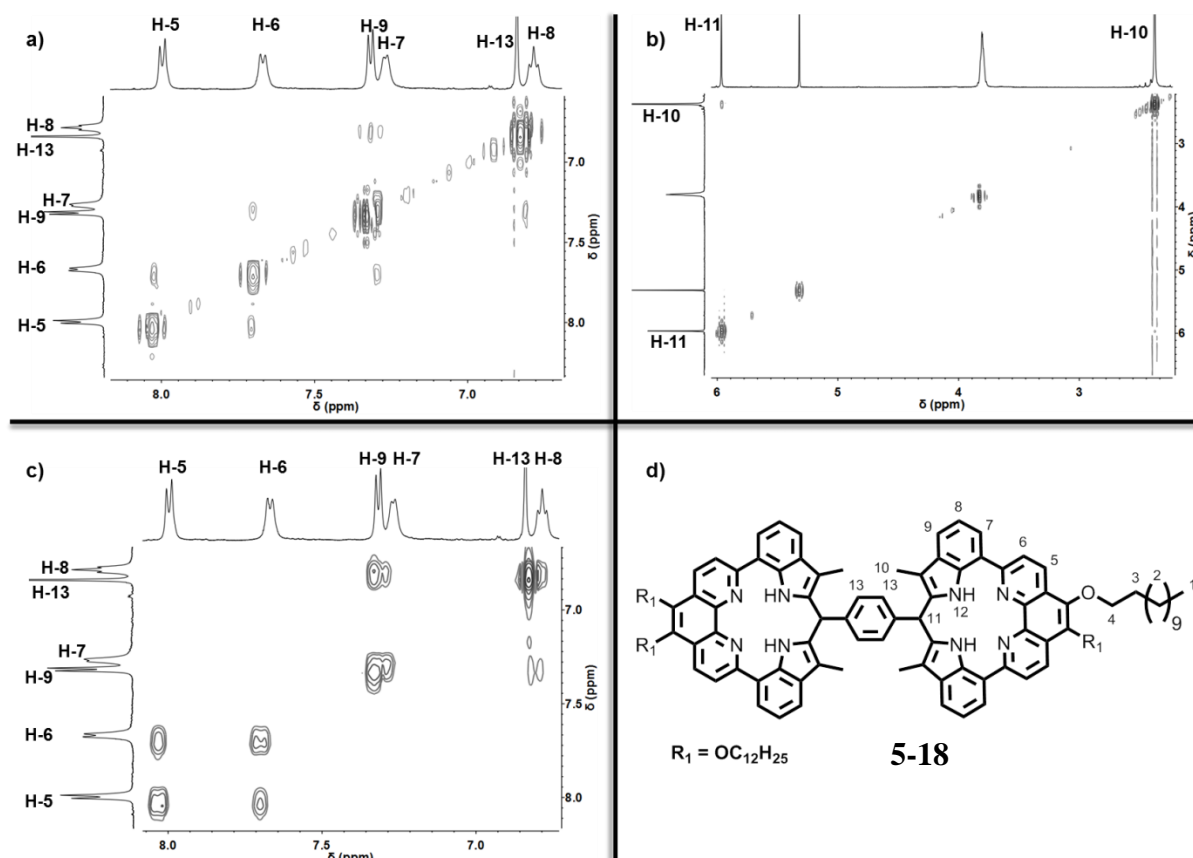 a)
H-5 H-6 H-9 H-7 H-13 H-8
H-8
H-13
H-7
H-9
H-6
H-5
7.0
7.5
8.0
δ (ppm)
8.0 7.5 7.0
δ (ppm)
b)
H-11 H-10
H-10
H-11
3
4
5
6
δ (ppm)
6 5 4 3
δ (ppm)
c)
H-5 H-6 H-9 H-7 H-13 H-8
H-8
H-13
H-7
H-9
H-6
H-5
7.0
7.5
8.0
δ (ppm)
8.0 7.5 7.0
δ (ppm)
d)
8
9 7
6
5
10
13 13
3 2 1
R1 N HN N O 4 9
R1 N HN 11 HN 12 N R1
HN
R1 = OC12H25
5-18